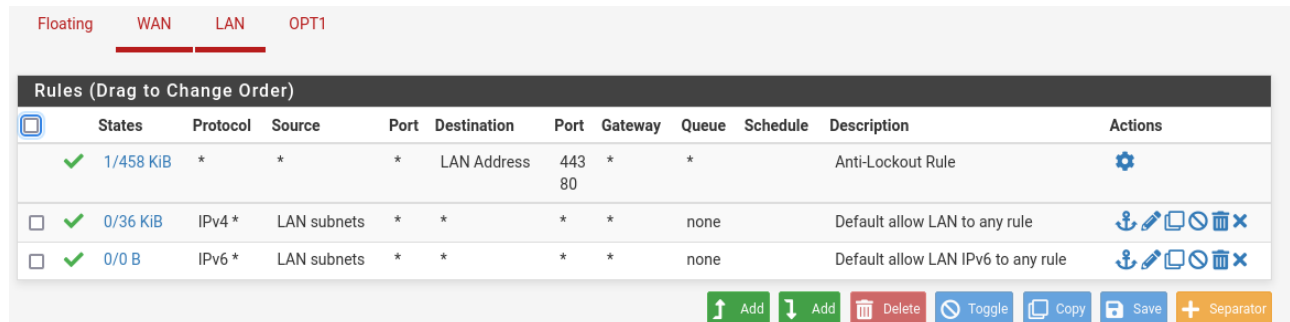 Floating WAN LAN OPT1
Rules (Drag to Change Order)
States Protocol Source Port Destination Port Gateway Queue Schedule Description Actions
1/458 KiB * * * LAN Address 443 * * Anti-Lockout Rule
80
0/36 KiB IPv4 * LAN subnets * * * * none Default allow LAN to any rule
0/0 B IPv6 * LAN subnets * * * * none Default allow LAN IPv6 to any rule
Add Add Delete Toggle Copy Save Separator